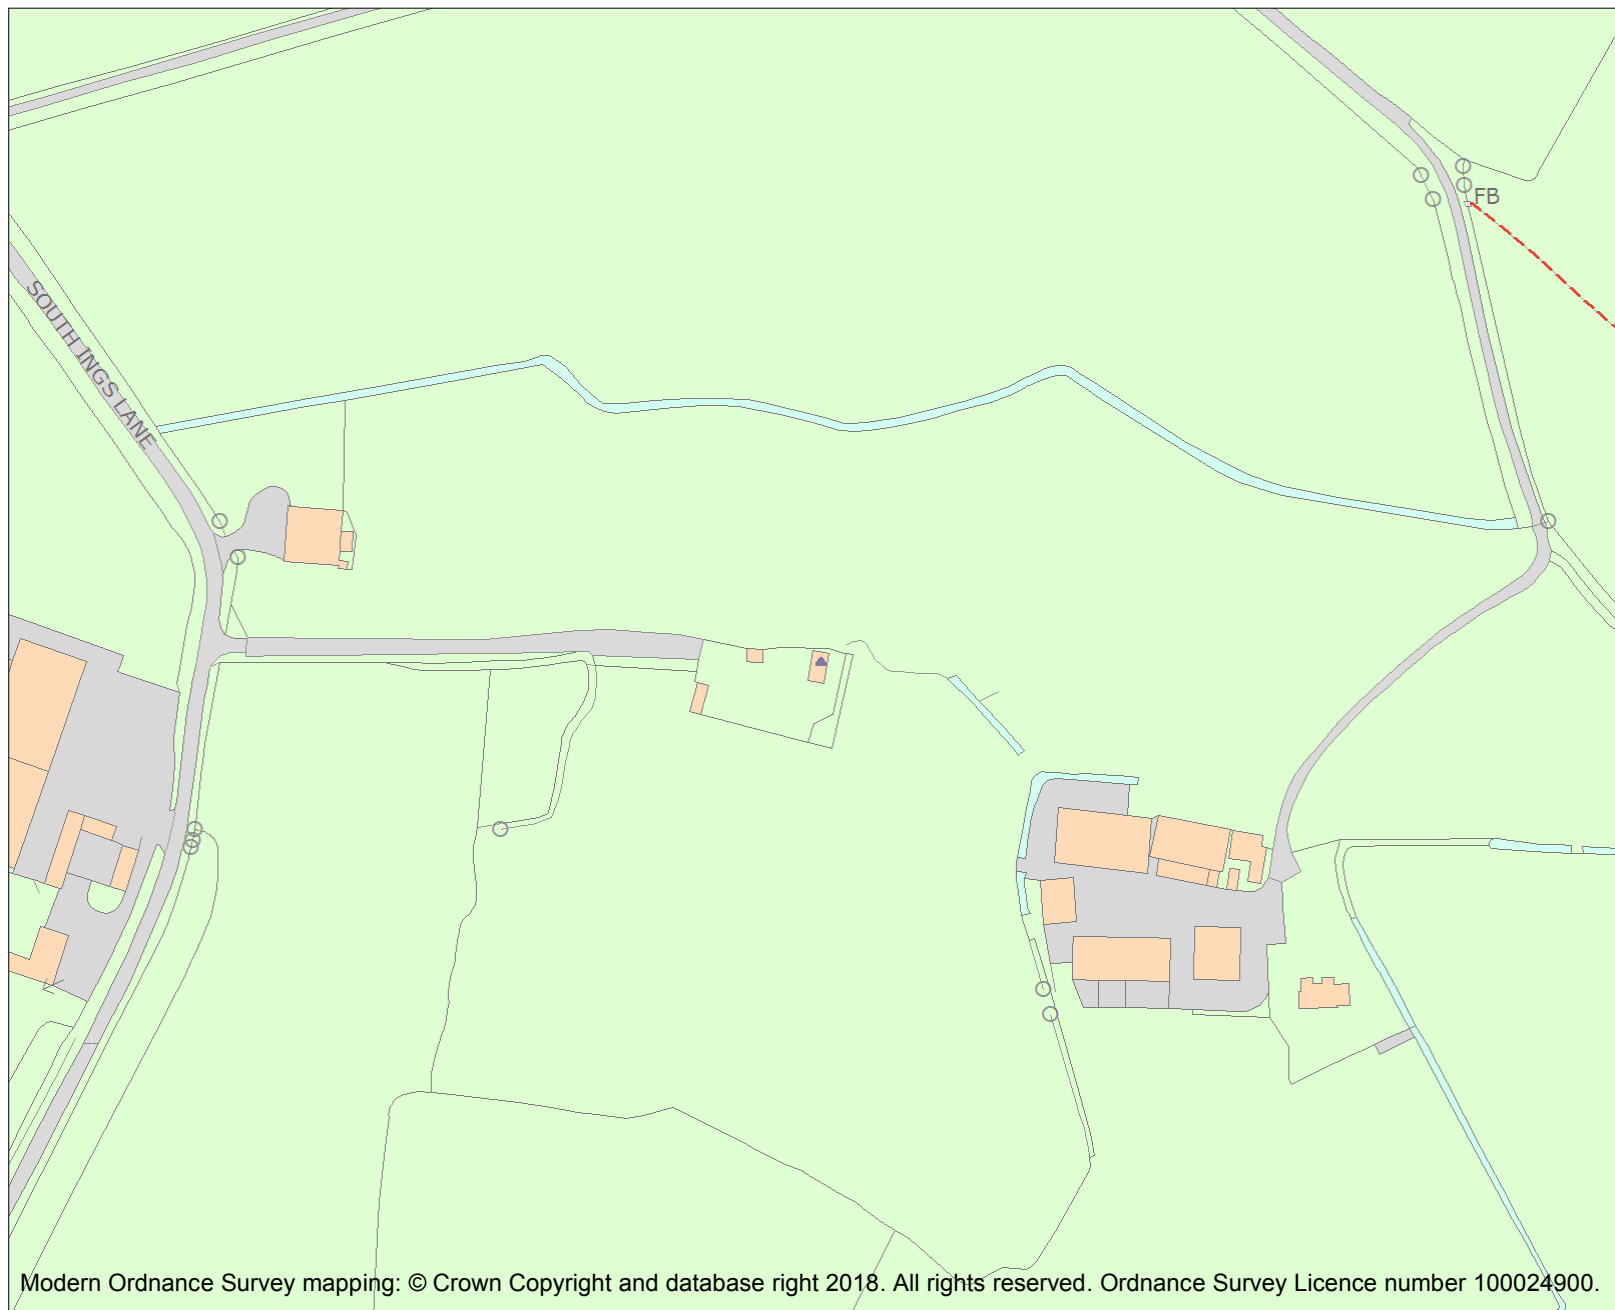 FB
SOUTH INGS LANE
Modern Ordnance Survey mapping: © Crown Copyright and database right 2018. All rights reserved. Ordnance Survey Licence number 100024900.